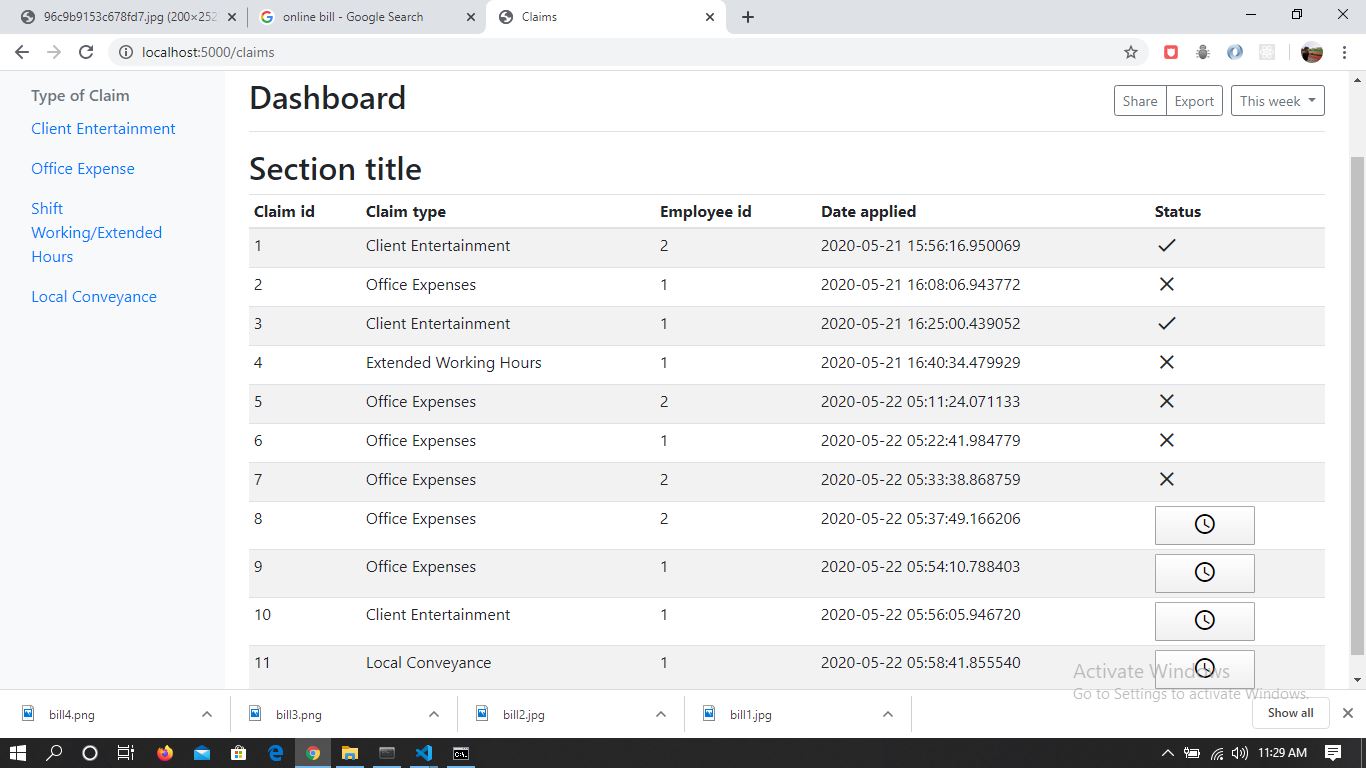 96c9b9153c678fd7.jpg (200×252
online bill - Google Search
Claims
localhost:5000/claims
Type of Claim
Client Entertainment
Office Expense
Shift
Working/Extended
Hours
Local Conveyance
Dashboard
Share Export This week
Section title
Claim id Claim type Employee id Date applied Status
1 Client Entertainment 2 2020-05-21 15:56:16.950069
2 Office Expenses 1 2020-05-21 16:08:06.943772
3 Client Entertainment 1 2020-05-21 16:25:00.439052
4 Extended Working Hours 1 2020-05-21 16:40:34.479929
5 Office Expenses 2 2020-05-22 05:11:24.071133
6 Office Expenses 1 2020-05-22 05:22:41.984779
7 Office Expenses 2 2020-05-22 05:33:38.868759
8 Office Expenses 2 2020-05-22 05:37:49.166206
9 Office Expenses 1 2020-05-22 05:54:10.788403
10 Client Entertainment 1 2020-05-22 05:56:05.946720
11 Local Conveyance 1 2020-05-22 05:58:41.855540
Activate Windows
Go to Settings to activate Windows.
bill4.png bill3.png bill2.jpg bill1.jpg Show all
11:29 AM